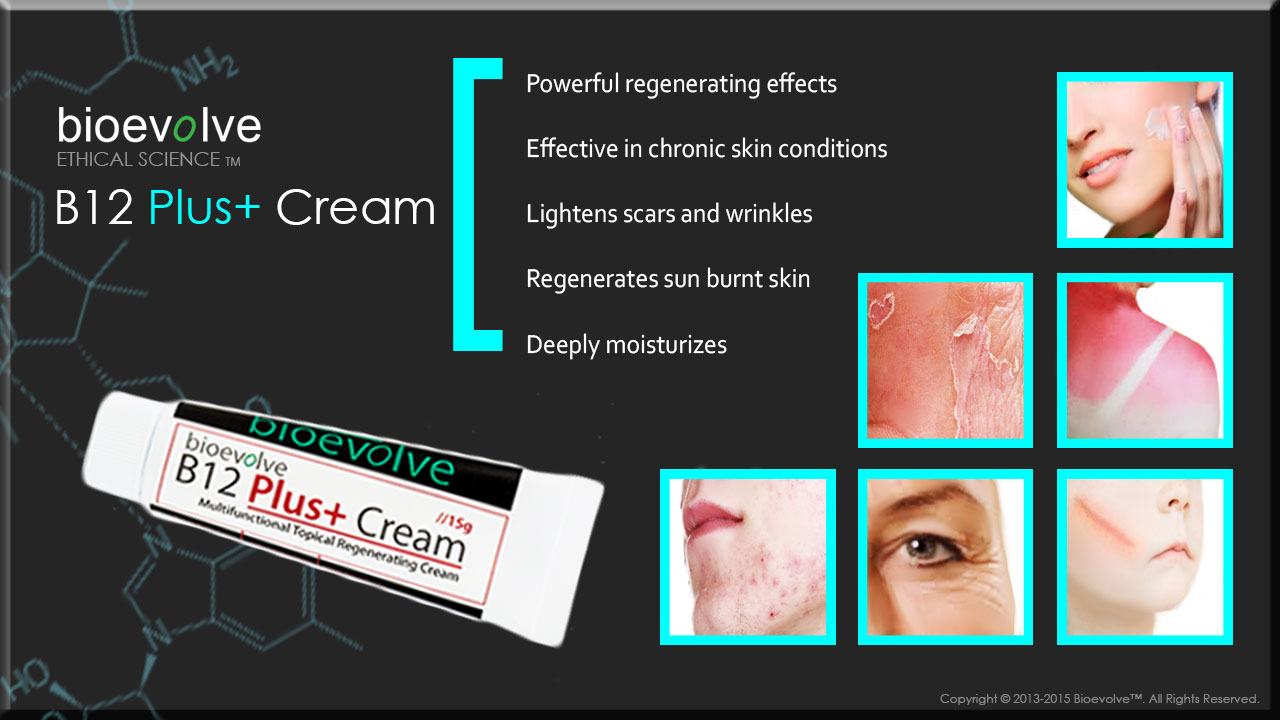 NH2
bioevolve
ETHICAL SCIENCE TM
B12 Plus+ Cream
Powerful regenerating effects
Effective in chronic skin conditions
Lightens scars and wrinkles
Regenerates sun burnt skin
Deeply moisturizes
bioevolve
bioevolve
B12 Plus+ Cream
//15g
Multifunctional Topical Regenerating Cream
N
N
HO
Copyright © 2013-2015 Bioevolve™. All Rights Reserved.